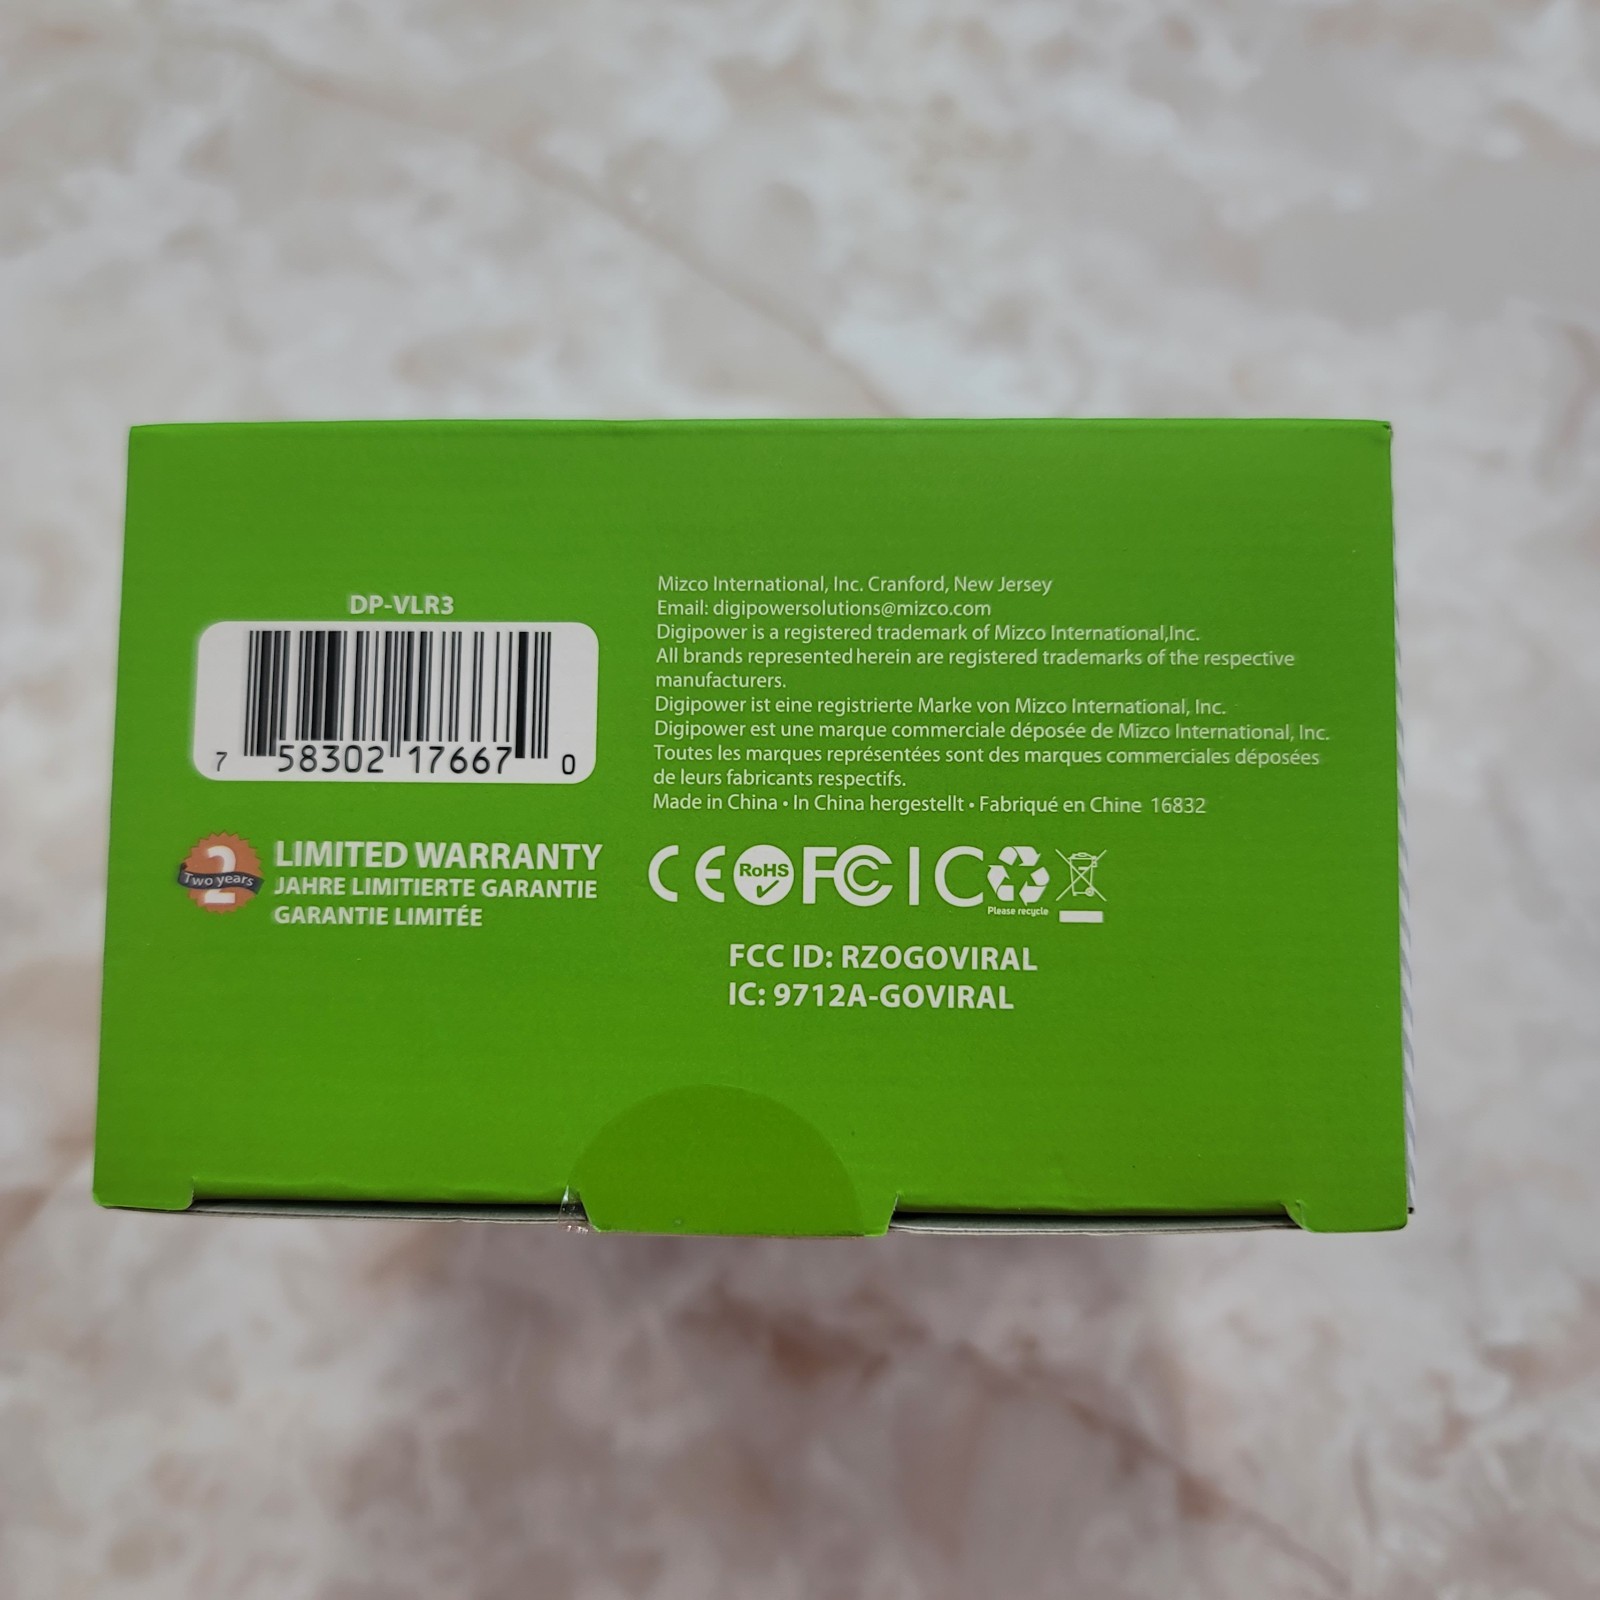 DP-VLR3
7 58302 17667 0
2
Two years
LIMITED WARRANTY
JAHRE LIMITIERTE GARANTIE
GARANTIE LIMITÉE
Mizco International, Inc. Cranford, New Jersey
Email: digipowersolutions@mizco.com
Digipower is a registered trademark of Mizco International,Inc.
All brands represented herein are registered trademarks of the respective
manufacturers.
Digipower ist eine registrierte Marke von Mizco International, Inc.
Digipower est une marque commerciale déposée de Mizco International, Inc.
Toutes les marques représentées sont des marques commerciales déposées
de leurs fabricants respectifs.
Made in China • In China hergestellt • Fabriqué en Chine 16832
CE RoHS FC IC
Please recycle
FCC ID: RZOGOVIRAL
IC: 9712A-GOVIRAL